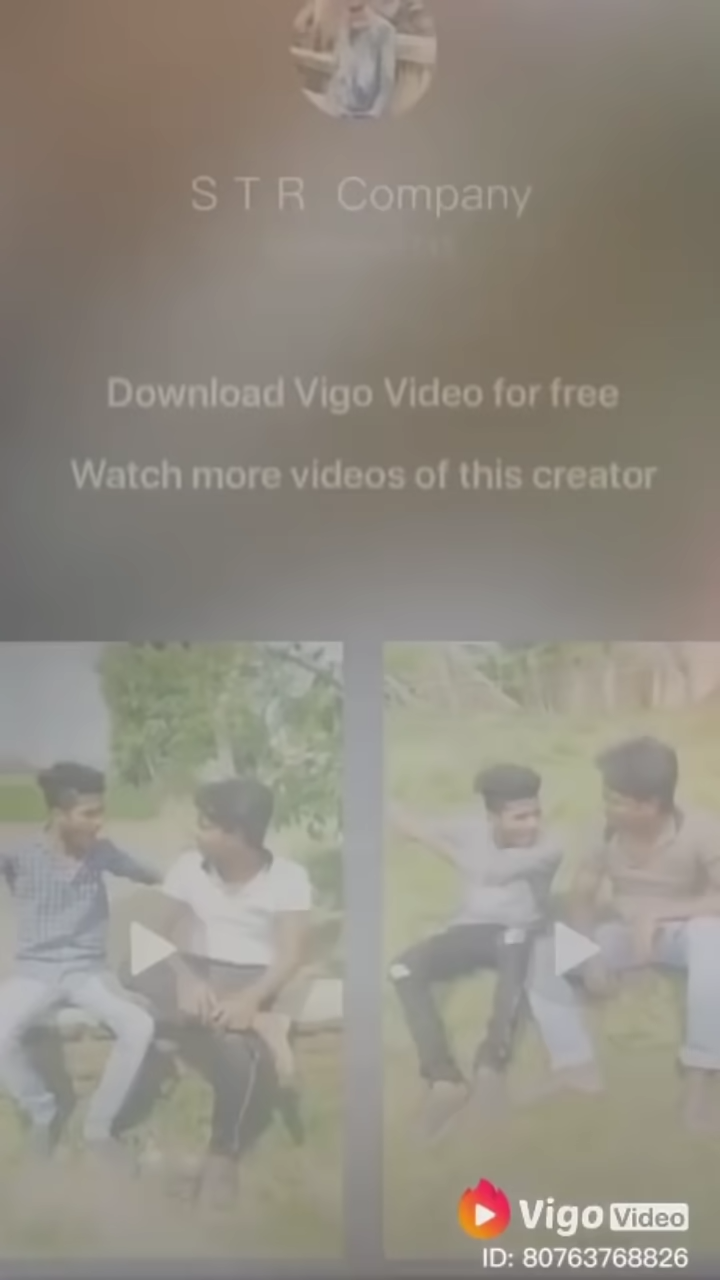 S T R Company
Download Vigo Video for free
Watch more videos of this creator
Vigo Video
ID: 80763768826